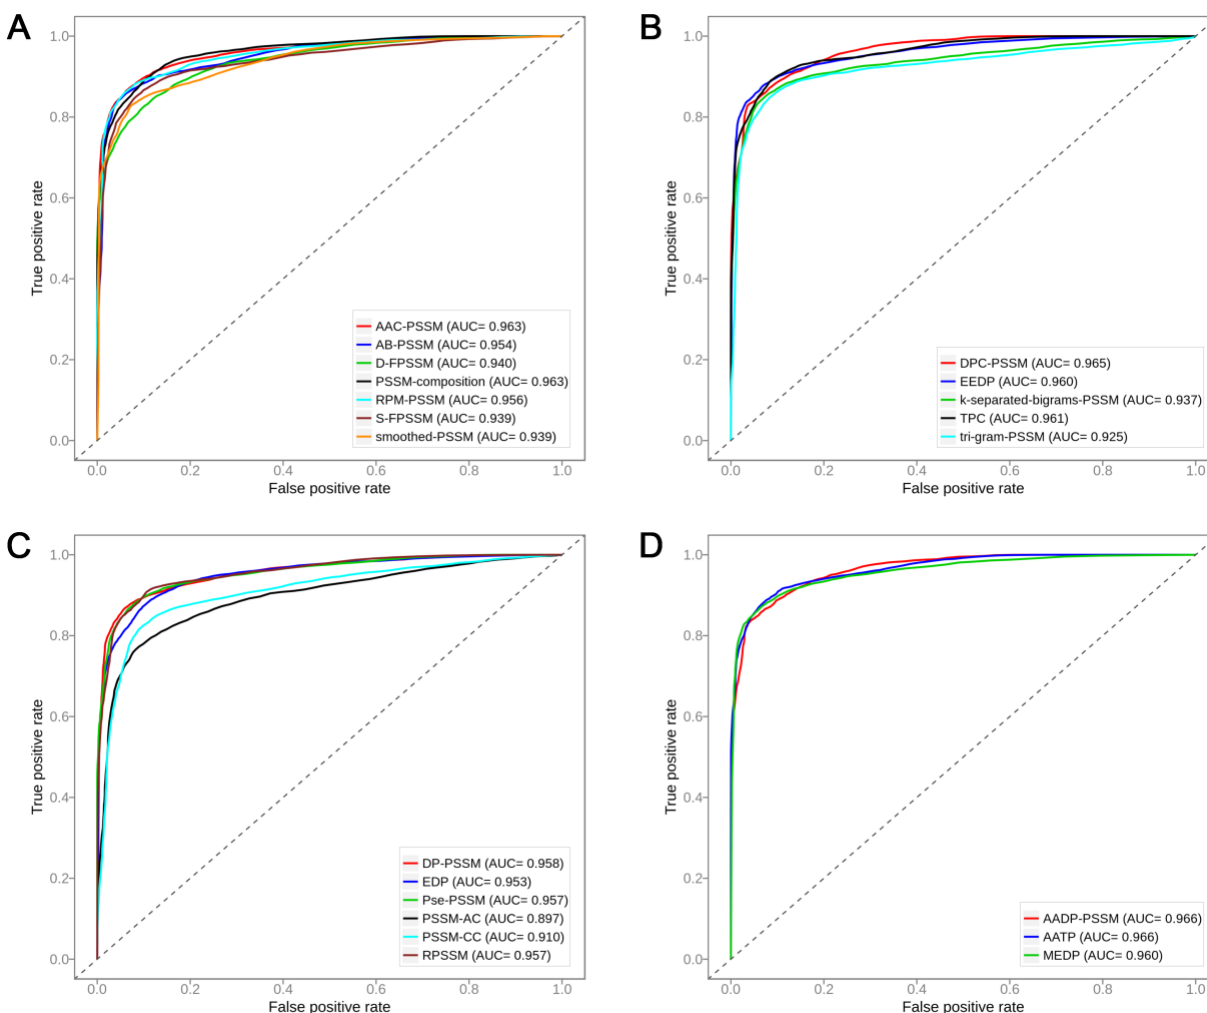 A
1.0
0.8
0.6
0.4
0.2
0.0
True positive rate
AAC-PSSM (AUC= 0.963)
AB-PSSM (AUC= 0.954)
D-FPSSM (AUC= 0.940)
PSSM-composition (AUC= 0.963)
RPM-PSSM (AUC= 0.956)
S-FPSSM (AUC= 0.939)
smoothed-PSSM (AUC= 0.939)
0.0 0.2 0.4 0.6 0.8 1.0
False positive rate
B
1.0
0.8
0.6
0.4
0.2
0.0
True positive rate
DPC-PSSM (AUC= 0.965)
EEDP (AUC= 0.960)
k-separated-bigrams-PSSM (AUC= 0.937)
TPC (AUC= 0.961)
tri-gram-PSSM (AUC= 0.925)
0.0 0.2 0.4 0.6 0.8 1.0
False positive rate
C
1.0
0.8
0.6
0.4
0.2
0.0
True positive rate
DP-PSSM (AUC= 0.958)
EDP (AUC= 0.953)
Pse-PSSM (AUC= 0.957)
PSSM-AC (AUC= 0.897)
PSSM-CC (AUC= 0.910)
RPSSM (AUC= 0.957)
0.0 0.2 0.4 0.6 0.8 1.0
False positive rate
D
1.0
0.8
0.6
0.4
0.2
0.0
True positive rate
AADP-PSSM (AUC= 0.966)
AATP (AUC= 0.966)
MEDP (AUC= 0.960)
0.0 0.2 0.4 0.6 0.8 1.0
False positive rate